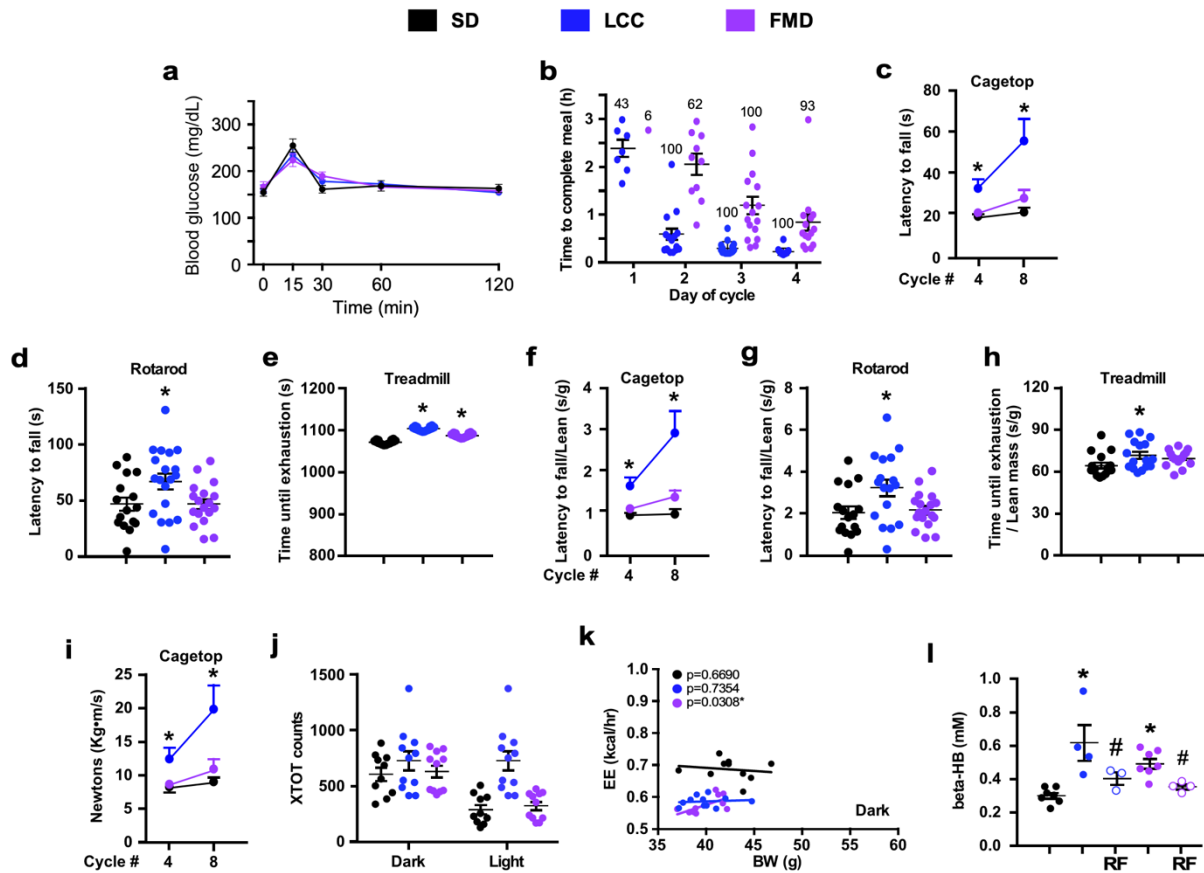 SD LCC FMD
a
Blood glucose (mg/dL)
300
200
150
100
50
0
0 15 30 60 120
Time (min)
b
Time to complete meal (h)
3
2
1
0
43
6
100
62
100
100
100
93
1 2 3 4
Day of cycle
c
Cagetop
Latency to fall (s)
80
60
40
20
0
* *
Cycle # 4 8
d
Rotarod
Latency to fall (s)
150
100
50
0
*
e
Treadmill
Time until exhaustion (s)
1200
1100
1000
900
800
* *
f
Cagetop
Latency to fall/Lean (s/g)
4
3
2
1
0
* *
Cycle # 4 8
g
Rotarod
Latency to fall/Lean (s/g)
8
6
4
2
0
*
h
Treadmill
Time until exhaustion
/ Lean mass (s/g)
120
90
60
30
0
*
i
Cagetop
Newtons (Kg•m/s)
25
20
15
10
5
0
* *
Cycle # 4 8
j
XTOT counts
1500
1000
500
0
Dark Light
k
EE (kcal/hr)
1.0
0.9
0.8
0.7
0.6
0.5
p=0.6690
p=0.7354
p=0.0308*
Dark
35 40 45 50 55 60
BW (g)
l
beta-HB (mM)
1.0
0.8
0.6
0.4
0.2
0.0
* # * #
RF RF